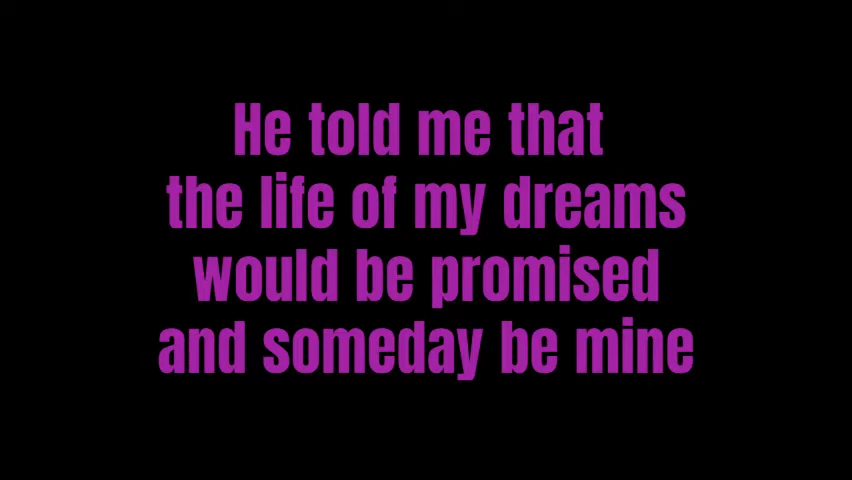 He told me that
the life of my dreams
would be promised
and someday be mine